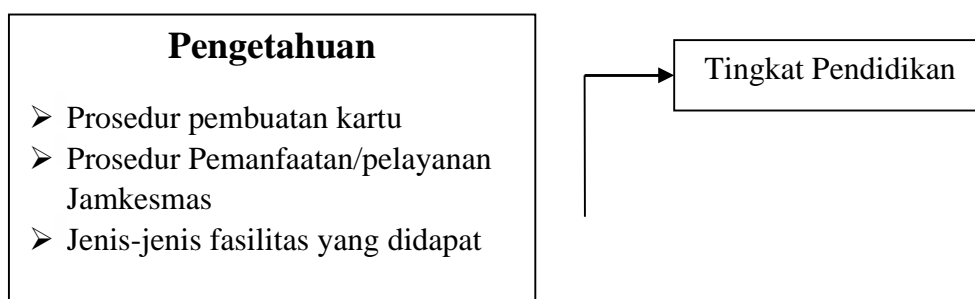 Pengetahuan
➢ Prosedur pembuatan kartu
➢ Prosedur Pemanfaatan/pelayanan
Jamkesmas
➢ Jenis-jenis fasilitas yang didapat
Tingkat Pendidikan